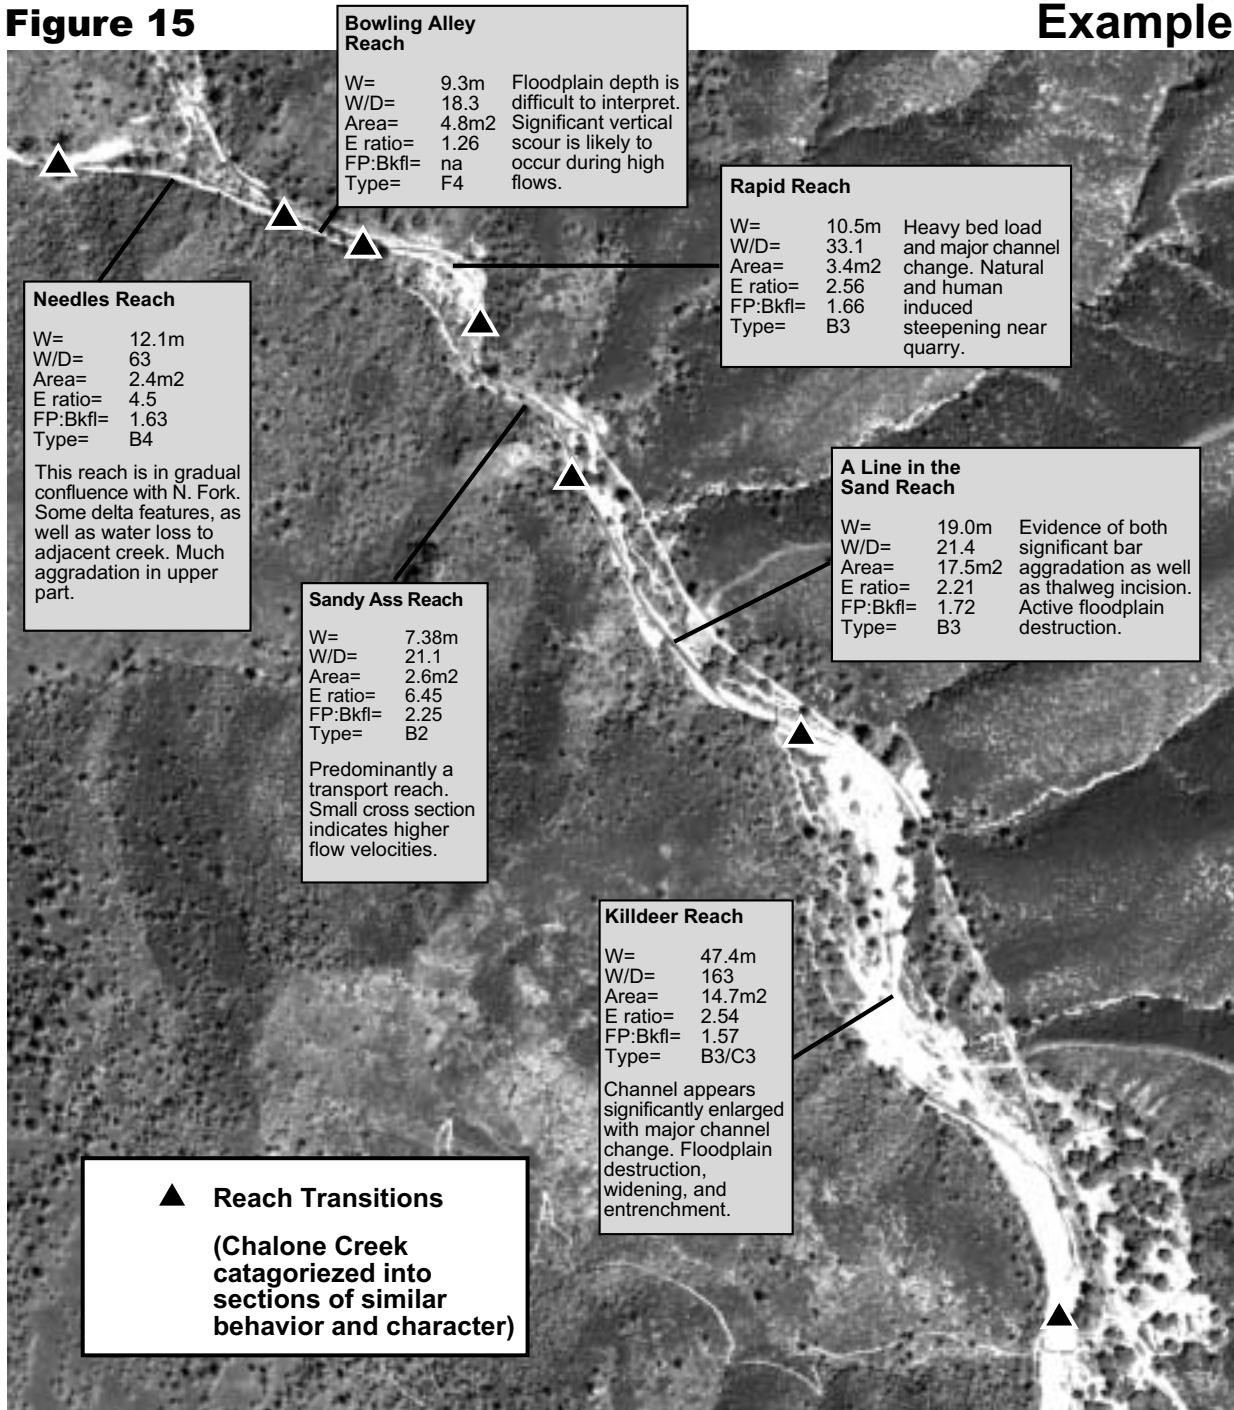 Figure 15
Example
Bowling Alley
Reach
W= 9.3m Floodplain depth is
W/D= 18.3 difficult to interpret.
Area= 4.8m2 Significant vertical
E ratio= 1.26 scour is likely to
FP:Bkfl= na occur during high
Type= F4 flows.
Rapid Reach
W= 10.5m Heavy bed load
W/D= 33.1 and major channel
Area= 3.4m2 change. Natural
E ratio= 2.56 and human
FP:Bkfl= 1.66 induced
Type= B3 steepening near
quarry.
Needles Reach
W= 12.1m
W/D= 63
Area= 2.4m2
E ratio= 4.5
FP:Bkfl= 1.63
Type= B4
This reach is in gradual
confluence with N. Fork.
Some delta features, as
well as water loss to
adjacent creek. Much
aggradation in upper
part.
A Line in the
Sand Reach
W= 19.0m Evidence of both
W/D= 21.4 significant bar
Area= 17.5m2 aggradation as well
E ratio= 2.21 as thalweg incision.
FP:Bkfl= 1.72 Active floodplain
Type= B3 destruction.
Sandy Ass Reach
W= 7.38m
W/D= 21.1
Area= 2.6m2
E ratio= 6.45
FP:Bkfl= 2.25
Type= B2
Predominantly a
transport reach.
Small cross section
indicates higher
flow velocities.
Killdeer Reach
W= 47.4m
W/D= 163
Area= 14.7m2
E ratio= 2.54
FP:Bkfl= 1.57
Type= B3/C3
Channel appears
significantly enlarged
with major channel
change. Floodplain
destruction,
widening, and
entrenchment.
Reach Transitions
(Chalone Creek
catagoriezed into
sections of similar
behavior and character)